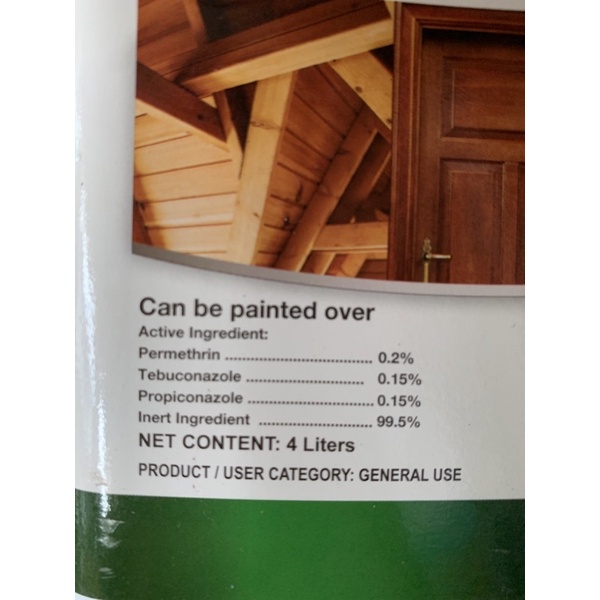 Can be painted over
Active Ingredient:
Permethrin .................................. 0.2%
Tebuconazole ........................... 0.15%
Propiconazole ............................. 0.15%
Inert Ingredient .......................... 99.5%
NET CONTENT: 4 Liters
PRODUCT / USER CATEGORY: GENERAL USE